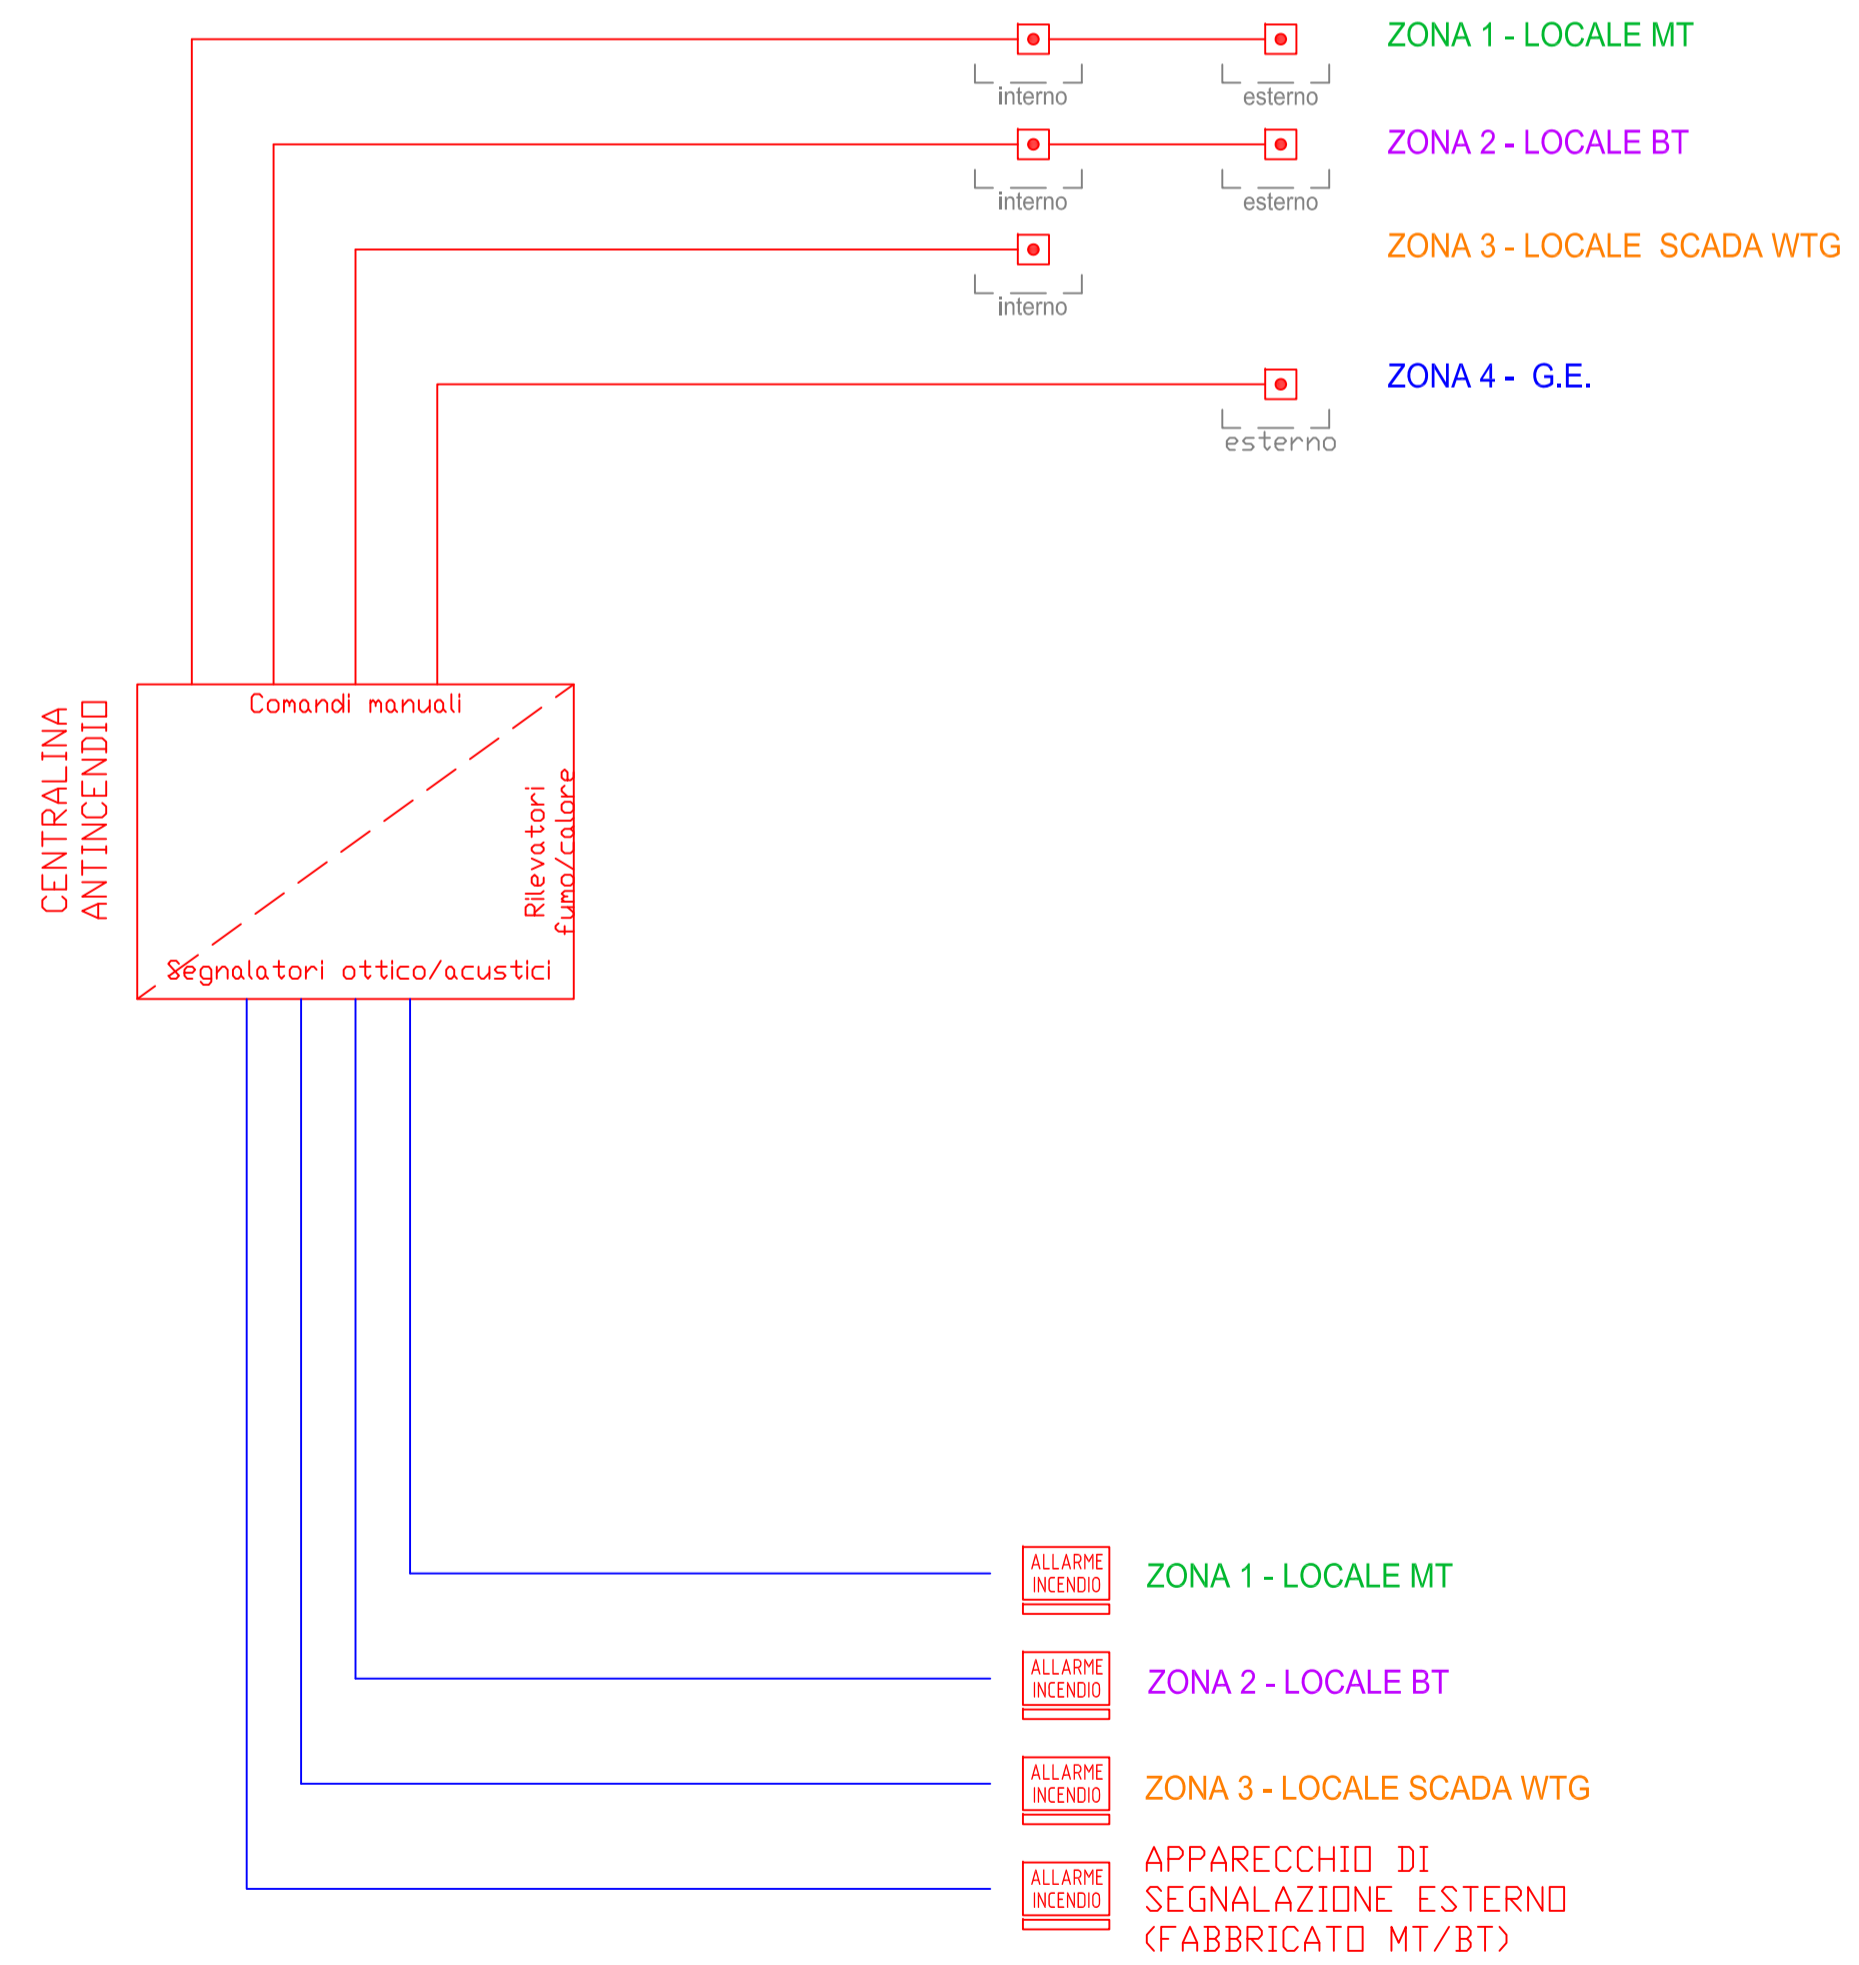 ZONA 1 - LOCALE MT
interno
esterno
ZONA 2 - LOCALE BT
interno
esterno
ZONA 3 - LOCALE SCADA WTG
interno
ZONA 4 - G.E.
esterno
CENTRALINA
ANTINCENDIO
Comandi manuali
Rilevatori
fumo/calore
Segnalatori ottico/acustici
ALLARME
INCENDIO
ZONA 1 - LOCALE MT
ALLARME
INCENDIO
ZONA 2 - LOCALE BT
ALLARME
INCENDIO
ZONA 3 - LOCALE SCADA WTG
ALLARME
INCENDIO
APPARECCHIO DI
SEGNALAZIONE ESTERNO
(FABBRICATO MT/BT)